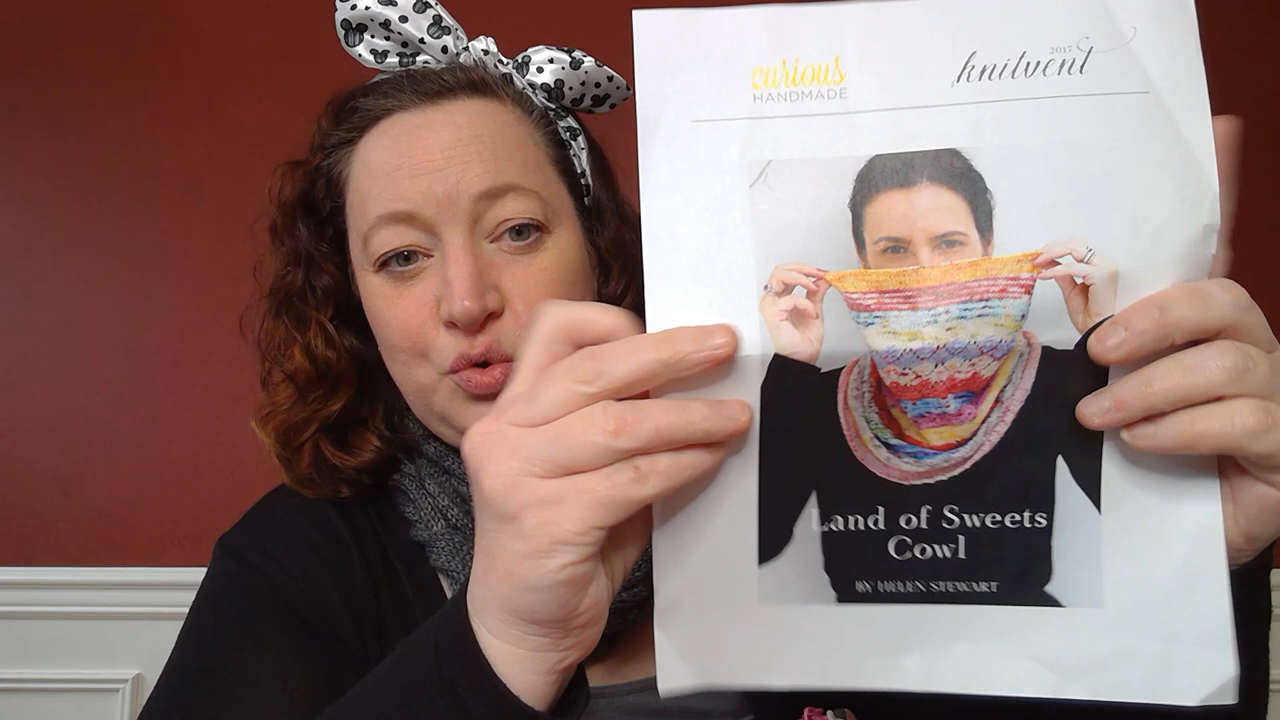 curious
HANDMADE
2017
knitvent
Land of Sweets
Cowl
BY HELEN STEWART